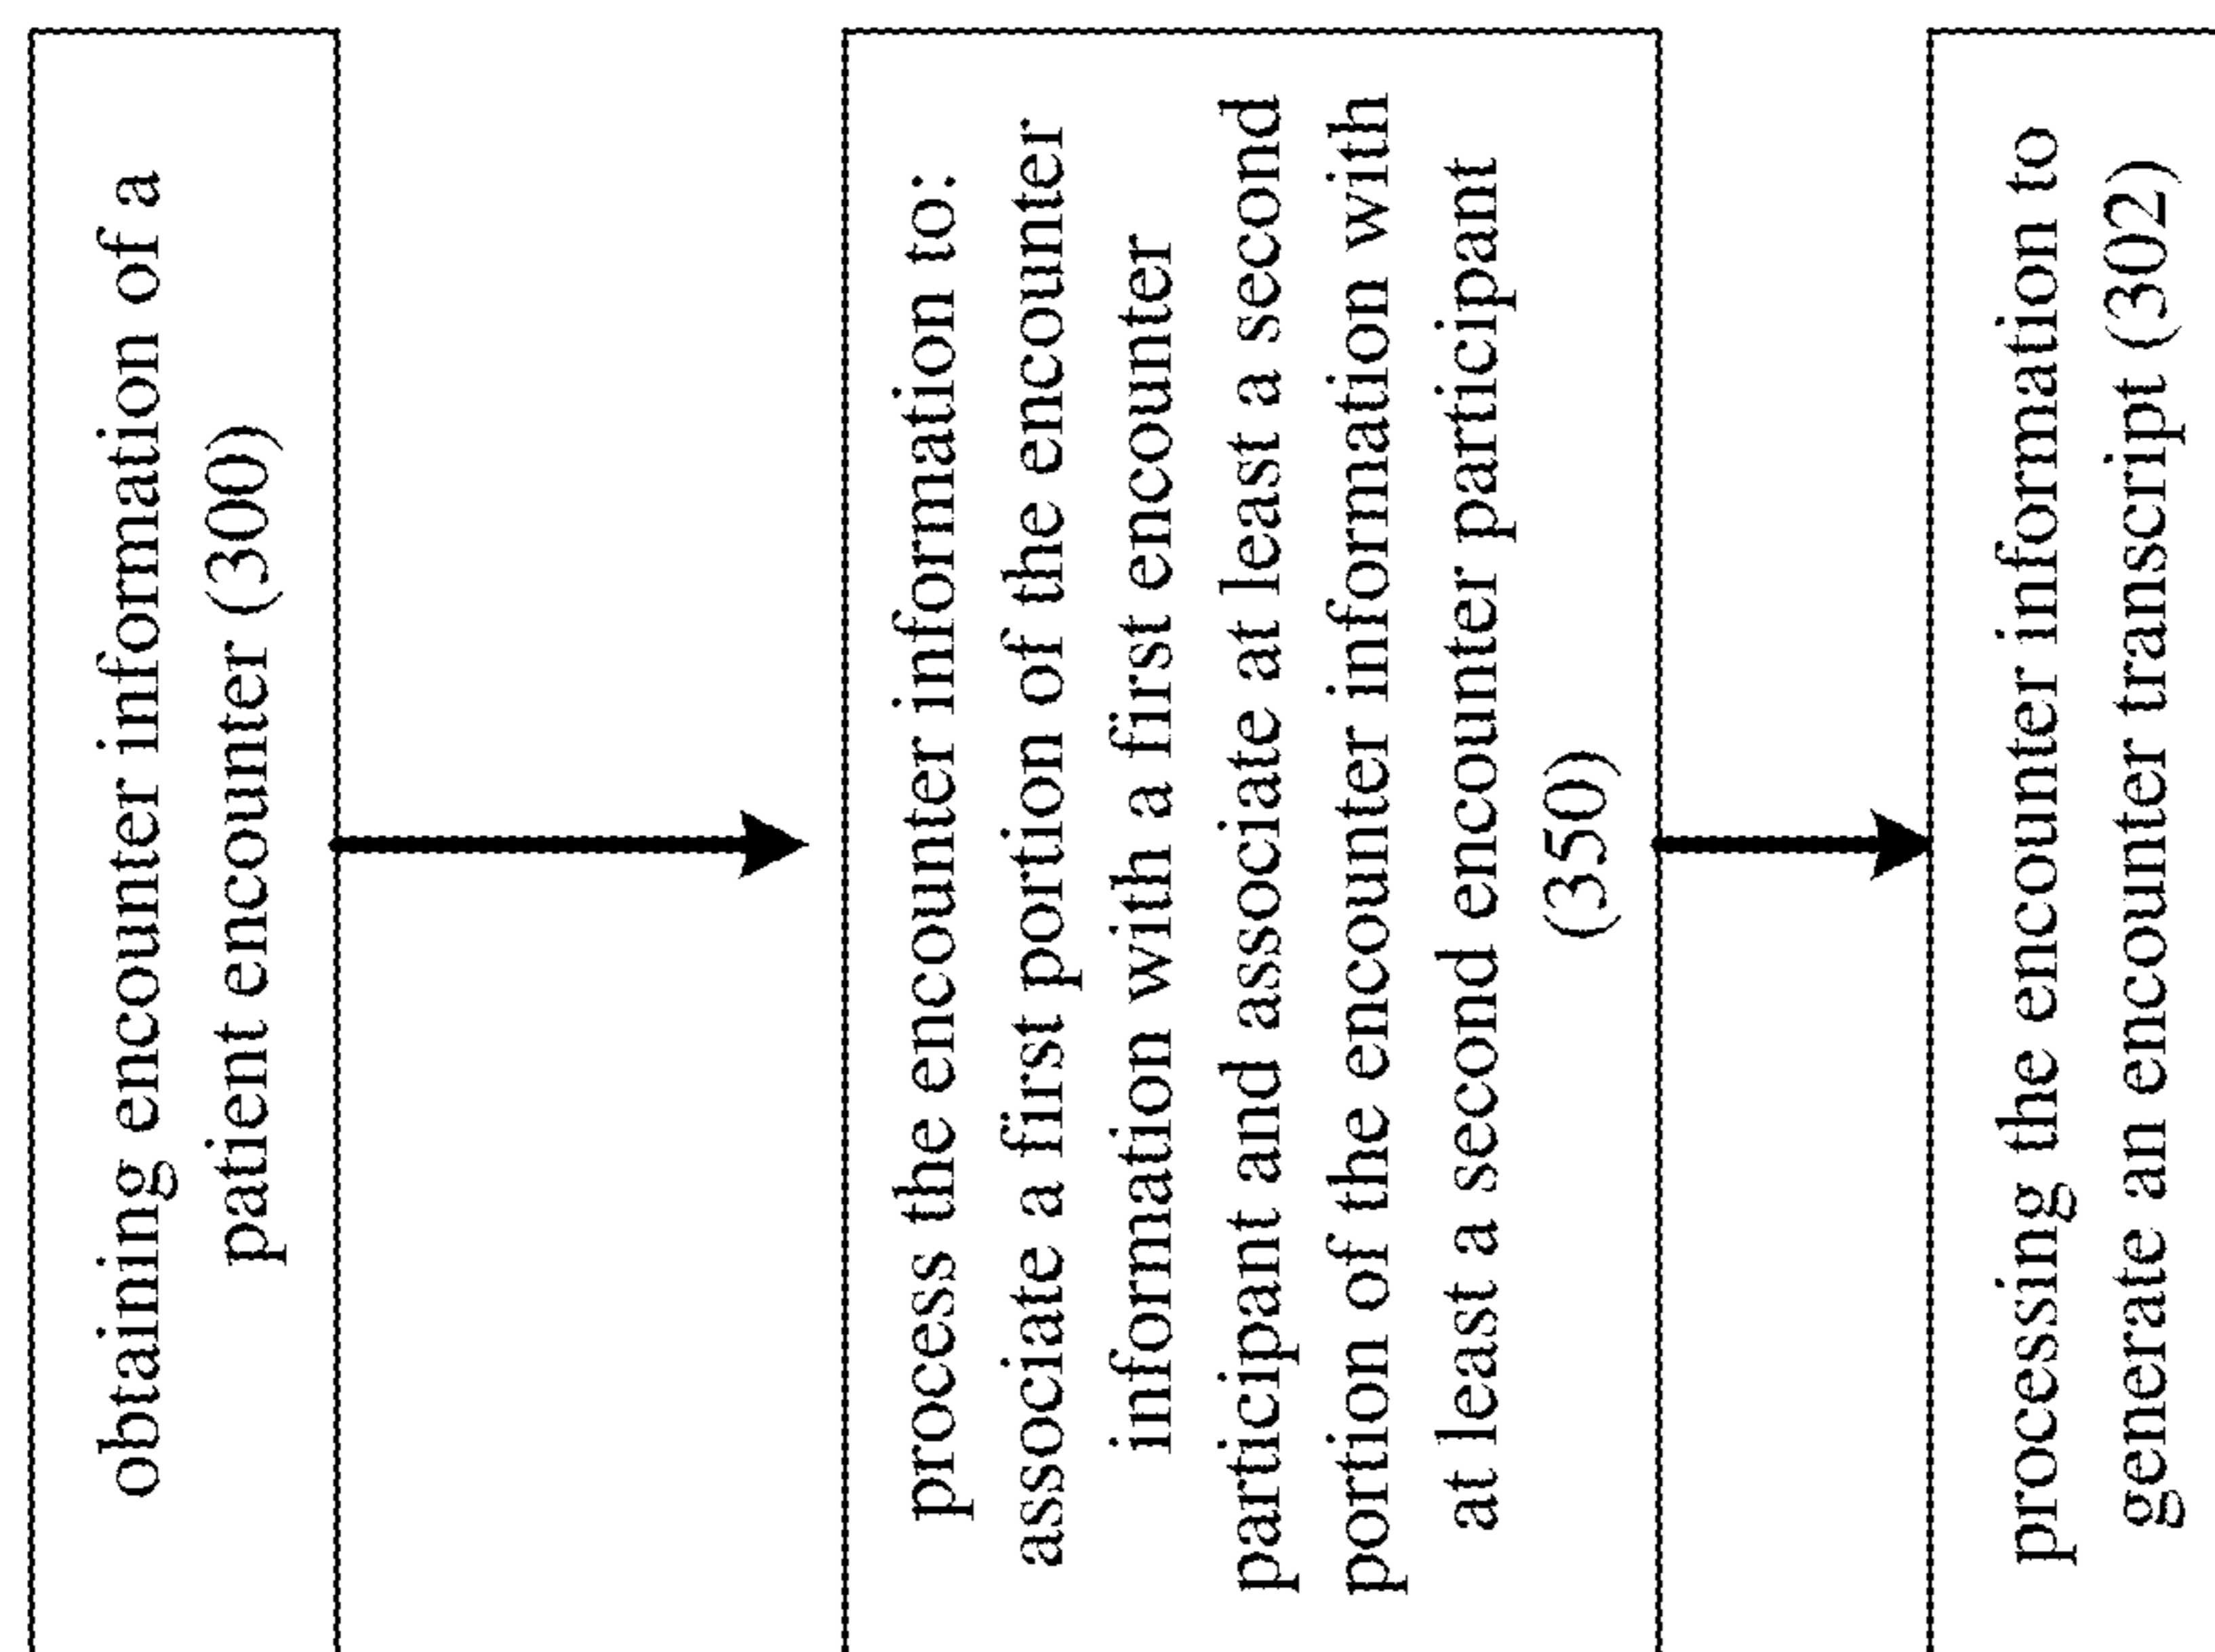 obtaining encounter information of a
patient encounter (300)
process the encounter information to:
associate a first portion of the encounter
information with a first encounter
participant and associate at least a second
portion of the encounter information with
at least a second encounter participant
(350)
processing the encounter information to
generate an encounter transcript (302)